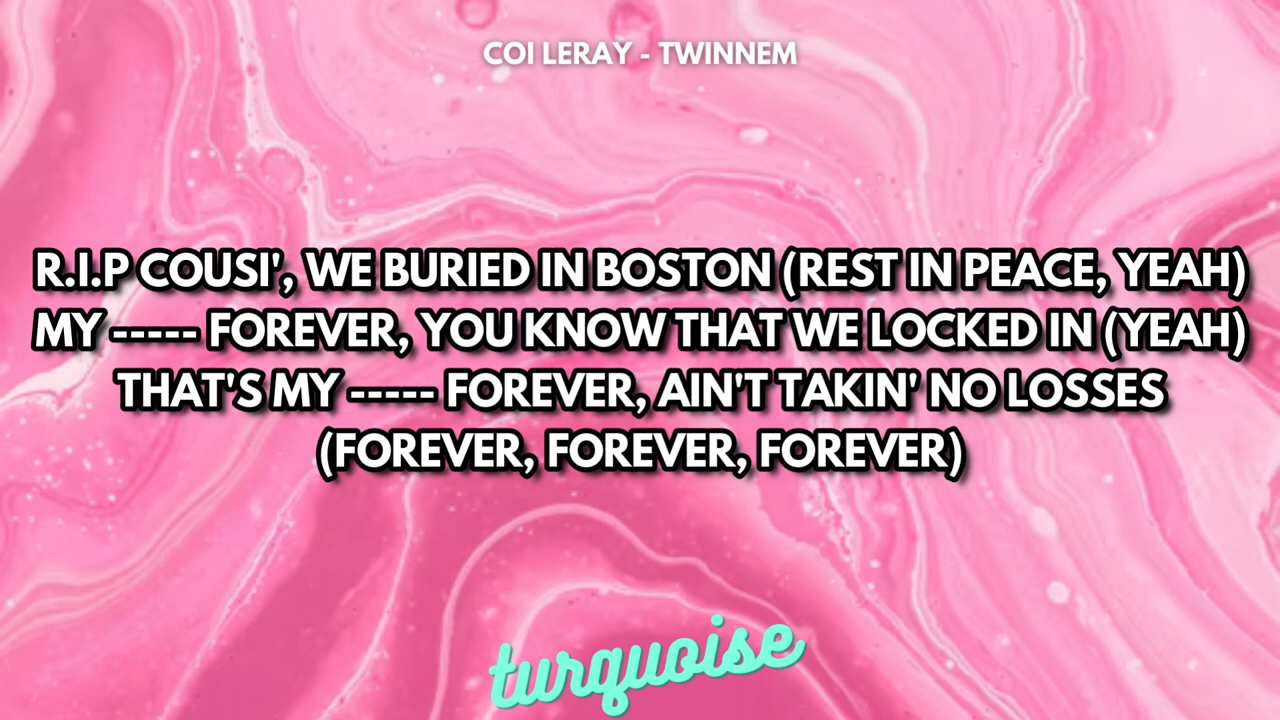 COI LERAY - TWINNEM
R.I.P COUSI', WE BURIED IN BOSTON (REST IN PEACE, YEAH)
MY ----- FOREVER, YOU KNOW THAT WE LOCKED IN (YEAH)
THAT'S MY ----- FOREVER, AIN'T TAKIN' NO LOSSES
(FOREVER, FOREVER, FOREVER)
turquoise